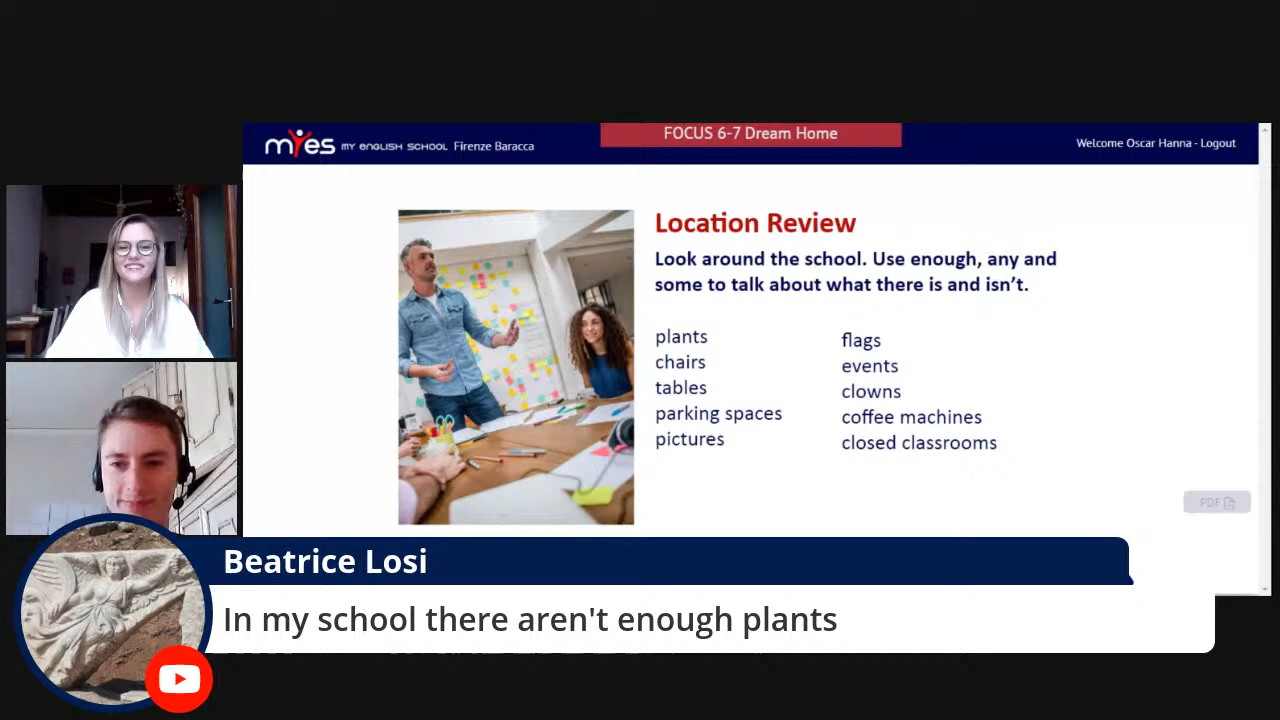 FOCUS 6-7 Dream Home
myes MY ENGLISH SCHOOL Firenze Baracca
Welcome Oscar Hanna - Logout
Location Review
Look around the school. Use enough, any and
some to talk about what there is and isn’t.
plants
chairs
tables
parking spaces
pictures
flags
events
clowns
coffee machines
closed classrooms
PDF
Beatrice Losi
In my school there aren't enough plants